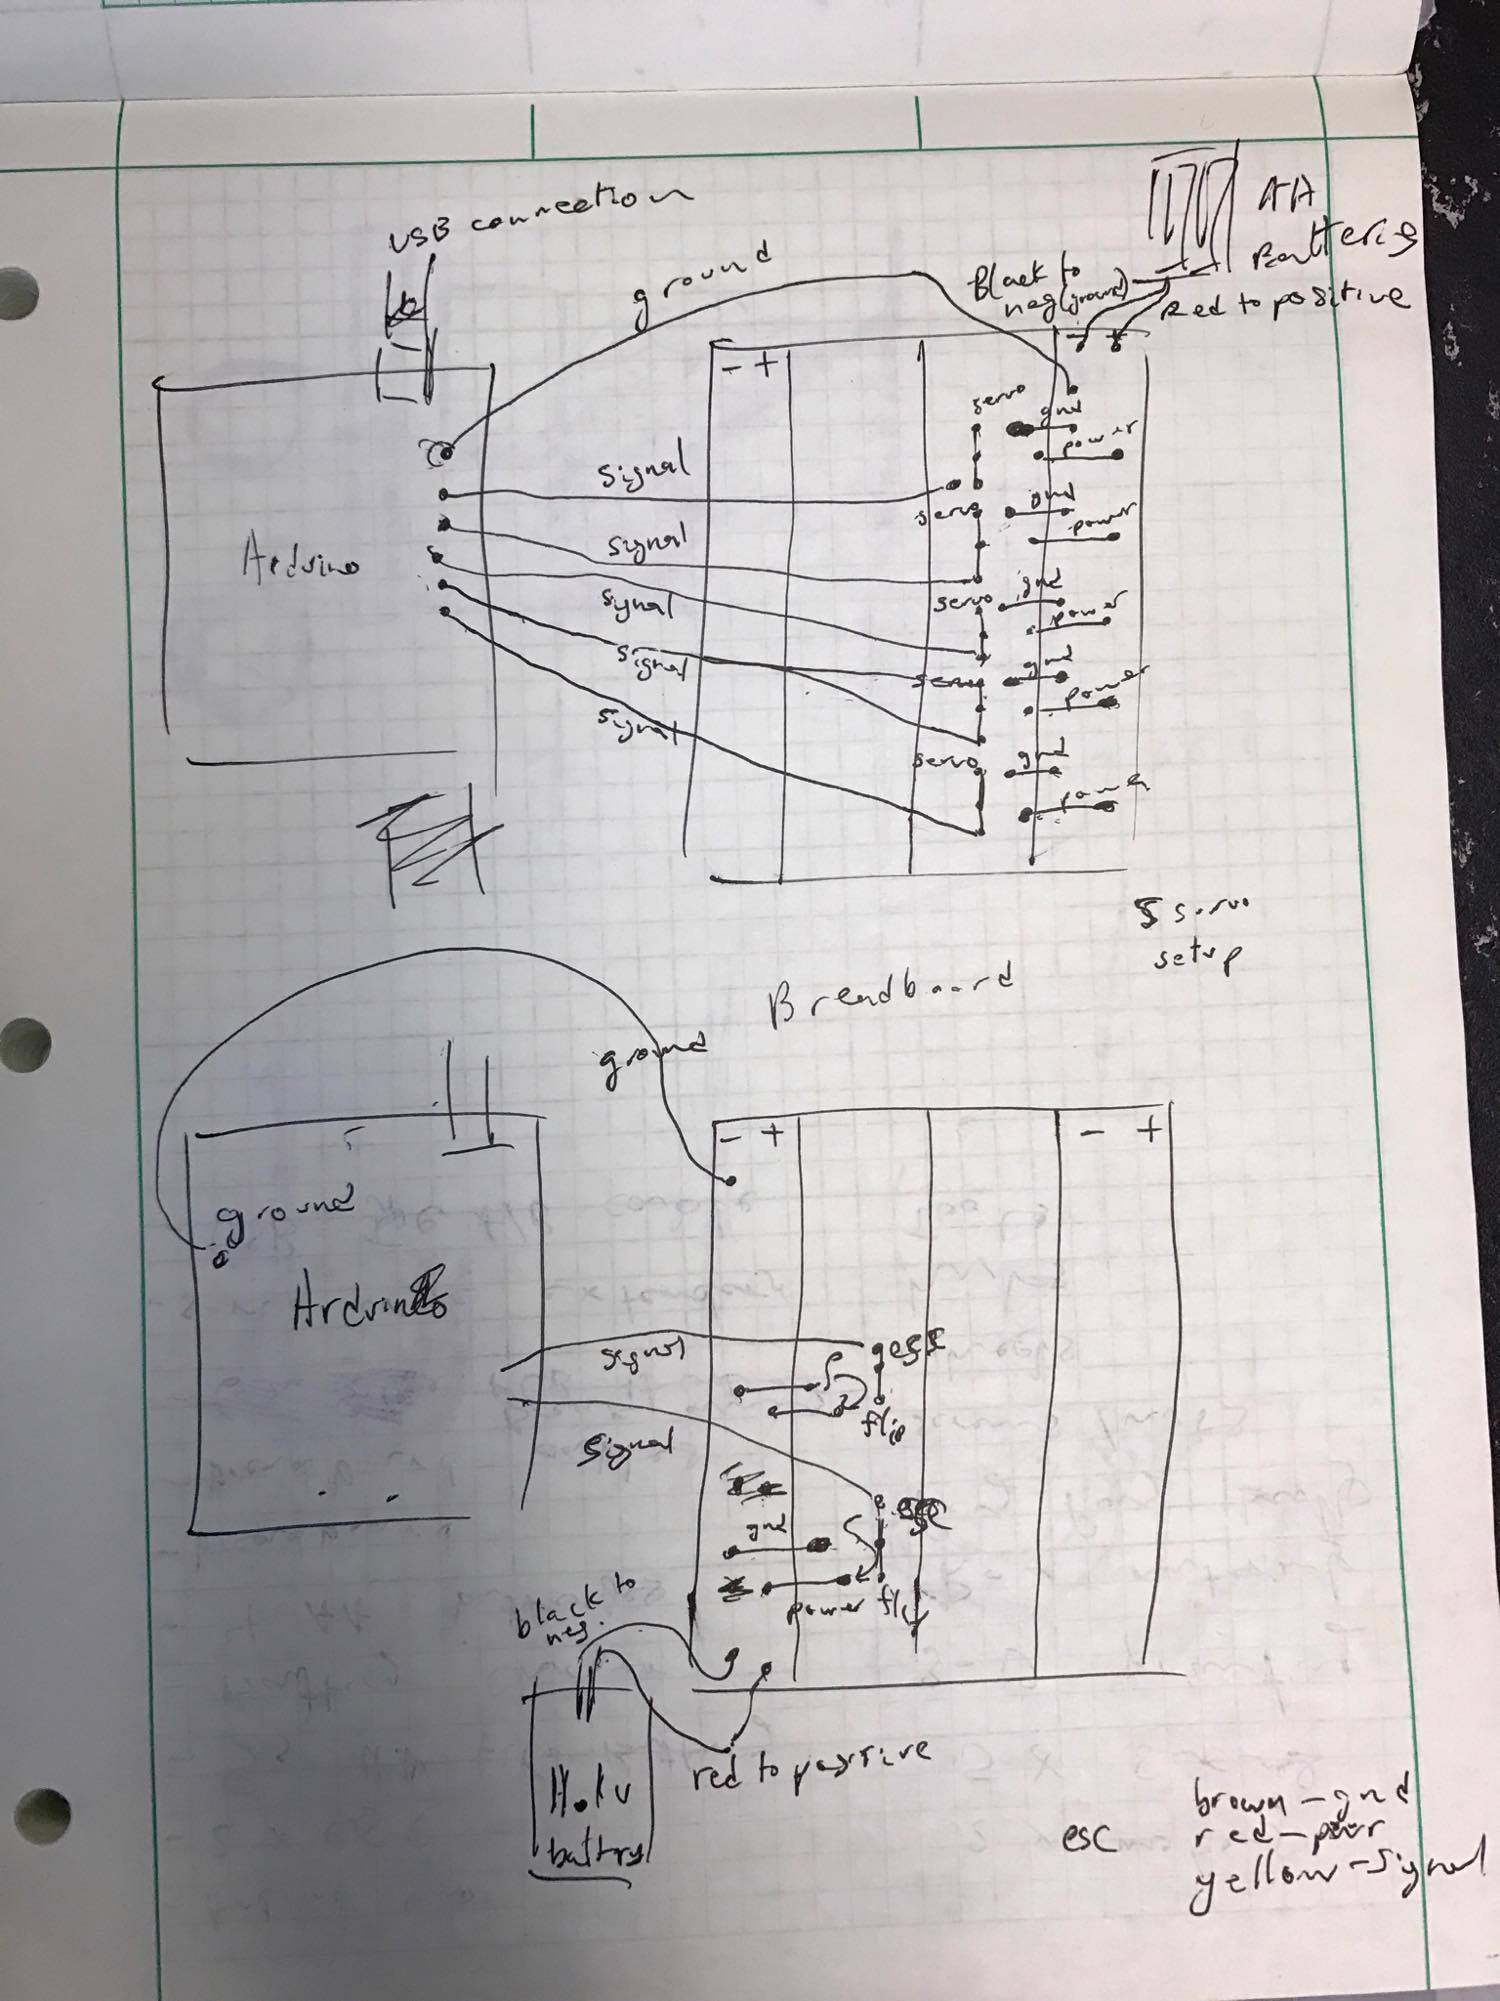 USB connection
AA
Batteries
ground
Black to
neg(ground)
Red to positive
- +
- +
servo
gnd
power
signal
servo
gnd
power
signal
Arduino
servo
gnd
power
signal
servo
gnd
power
signal
servo
gnd
power
signal
5 servo
setup
Breadboard
ground
- +
- +
ground
Arduino
signal
esc
flip
signal
esc
gnd
power
flip
black to
neg.
red to positive
battery
brown - gnd
esc
red - power
yellow - signal